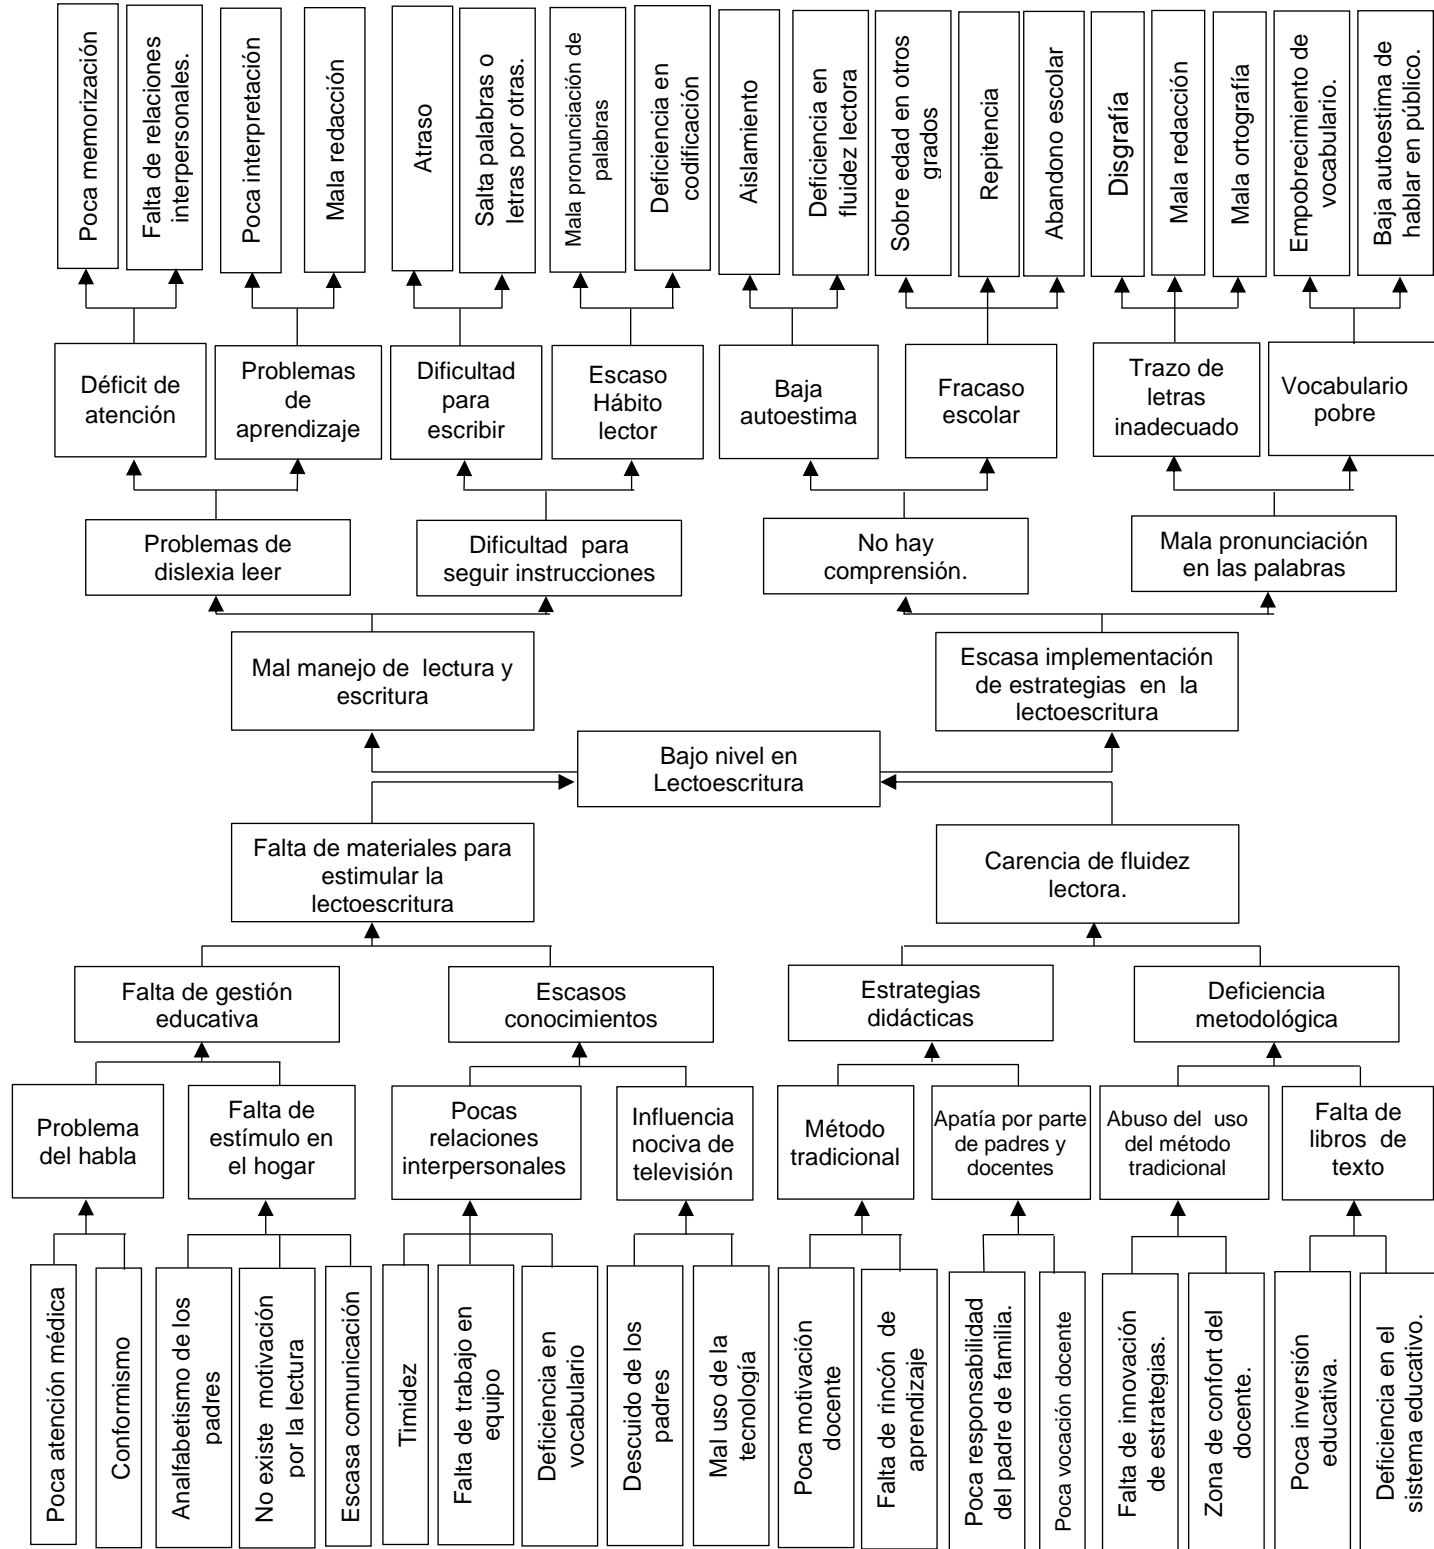 Poca memorización
Falta de relaciones
interpersonales.
Poca interpretación
Mala redacción
Atraso
Salta palabras o
letras por otras.
Mala pronunciación de
palabras
Deficiencia en
codificación
Aislamiento
Deficiencia en
fluidez lectora
Sobre edad en otros
grados
Repitencia
Abandono escolar
Disgrafía
Mala redacción
Mala ortografía
Empobrecimiento de
vocabulario.
Baja autoestima de
hablar en público.
Déficit de
atención
Problemas
de
aprendizaje
Dificultad
para
escribir
Escaso
Hábito
lector
Baja
autoestima
Fracaso
escolar
Trazo de
letras
inadecuado
Vocabulario
pobre
Problemas de
dislexia leer
Dificultad para
seguir instrucciones
No hay
comprensión.
Mala pronunciación
en las palabras
Mal manejo de lectura y
escritura
Escasa implementación
de estrategias en la
lectoescritura
Bajo nivel en
Lectoescritura
Falta de materiales para
estimular la
lectoescritura
Carencia de fluidez
lectora.
Falta de gestión
educativa
Escasos
conocimientos
Estrategias
didácticas
Deficiencia
metodológica
Problema
del habla
Falta de
estímulo en
el hogar
Pocas
relaciones
interpersonales
Influencia
nociva de
televisión
Método
tradicional
Apatía por parte
de padres y
docentes
Abuso del uso
del método
tradicional
Falta de
libros de
texto
Poca atención médica
Conformismo
Analfabetismo de los
padres
No existe motivación
por la lectura
Escasa comunicación
Timidez
Falta de trabajo en
equipo
Deficiencia en
vocabulario
Descuido de los
padres
Mal uso de la
tecnología
Poca motivación
docente
Falta de rincón de
aprendizaje
Poca responsabilidad
del padre de familia.
Poca vocación docente
Falta de innovación
de estrategias.
Zona de confort del
docente.
Poca inversión
educativa.
Deficiencia en el
sistema educativo.